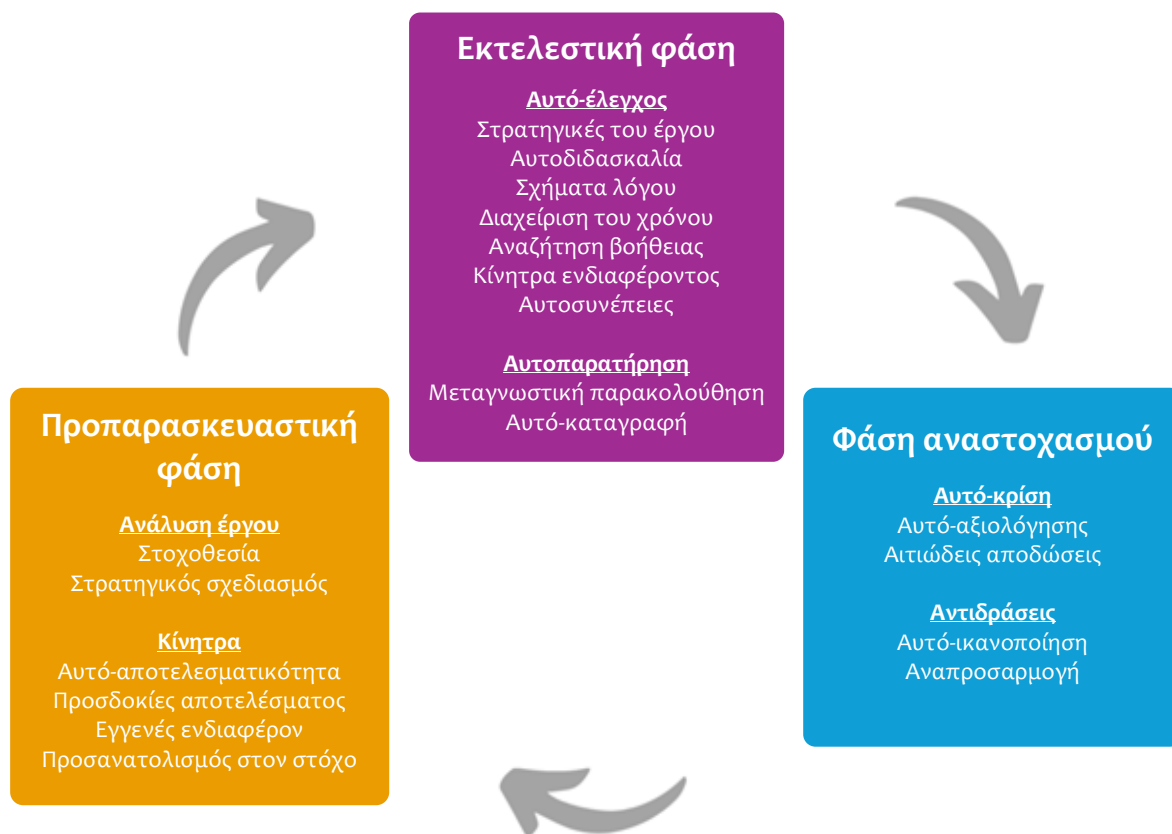 Εκτελεστική φάση
Αυτό-έλεγχος
Στρατηγικές του έργου
Αυτοδιδασκαλία
Σχήματα λόγου
Διαχείριση του χρόνου
Αναζήτηση βοήθειας
Κίνητρα ενδιαφέροντος
Αυτοσυνέπειες
Αυτοπαρατήρηση
Μεταγνωστική παρακολούθηση
Αυτό-καταγραφή
Προπαρασκευαστική
φάση
Ανάλυση έργου
Στοχοθεσία
Στρατηγικός σχεδιασμός
Κίνητρα
Αυτό-αποτελεσματικότητα
Προσδοκίες αποτελέσματος
Εγγενές ενδιαφέρον
Προσανατολισμός στον στόχο
Φάση αναστοχασμού
Αυτό-κρίση
Αυτό-αξιολόγησης
Αιτιώδεις αποδώσεις
Αντιδράσεις
Αυτό-ικανοποίηση
Αναπροσαρμογή